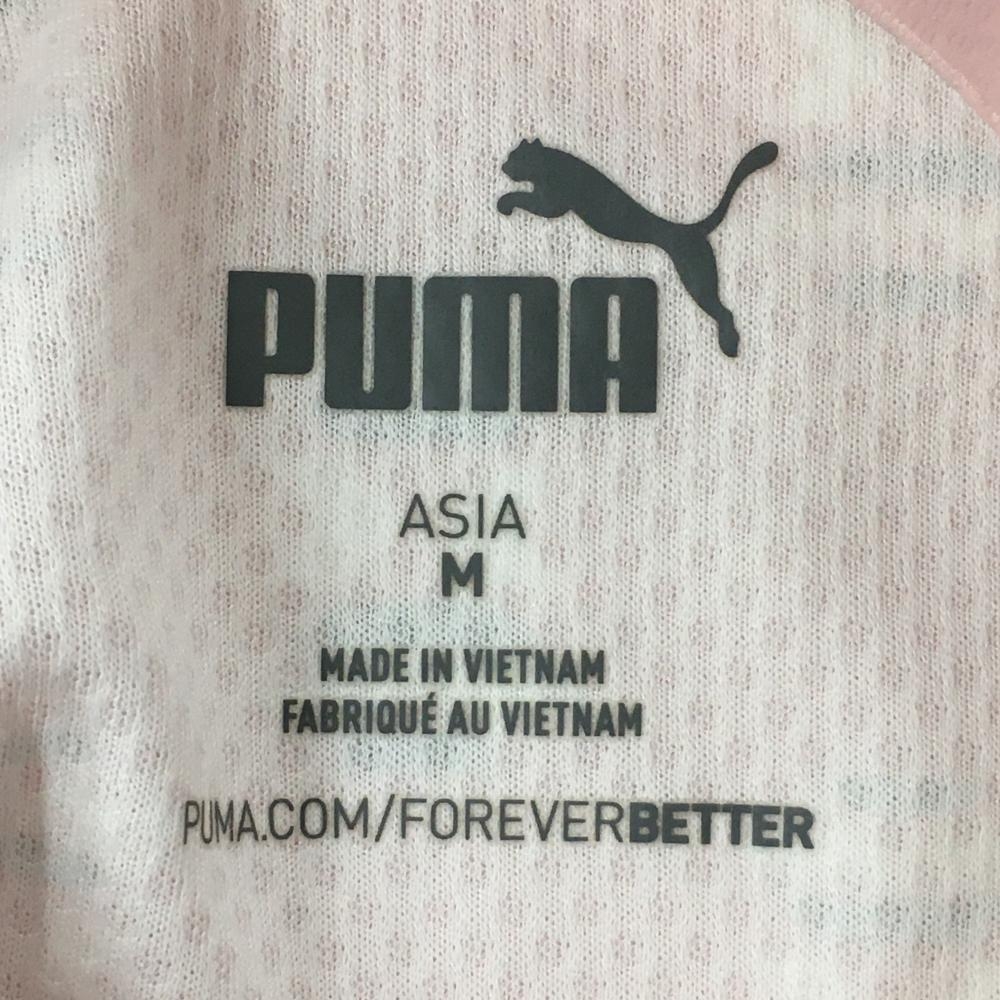 PUMA
ASIA
M
MADE IN VIETNAM
FABRIQUÉ AU VIETNAM
PUMA.COM/FOREVERBETTER